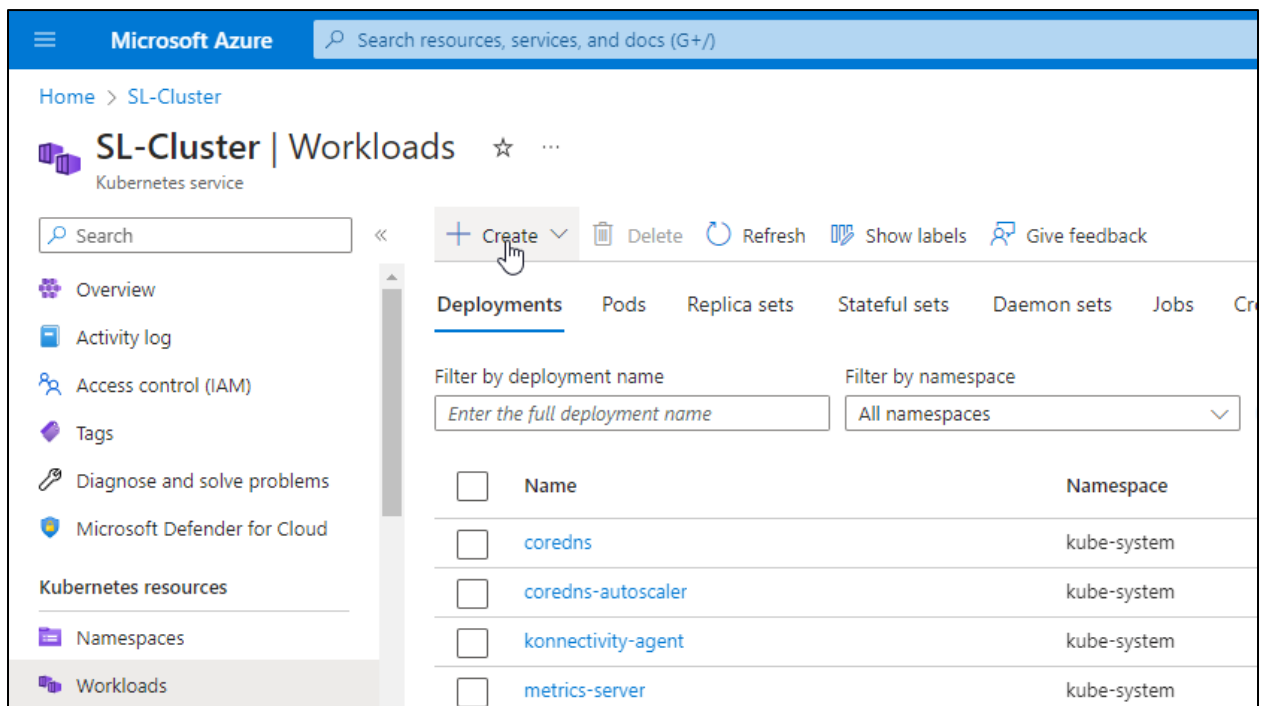 Microsoft Azure
Search resources, services, and docs (G+/)
Home > SL-Cluster
SL-Cluster | Workloads
Kubernetes service
Search
Overview
Activity log
Access control (IAM)
Tags
Diagnose and solve problems
Microsoft Defender for Cloud
Kubernetes resources
Namespaces
Workloads
Create
Delete
Refresh
Show labels
Give feedback
Deployments Pods Replica sets Stateful sets Daemon sets Jobs
Filter by deployment name
Enter the full deployment name
Filter by namespace
All namespaces
Name Namespace
coredns kube-system
coredns-autoscaler kube-system
konnectivity-agent kube-system
metrics-server kube-system